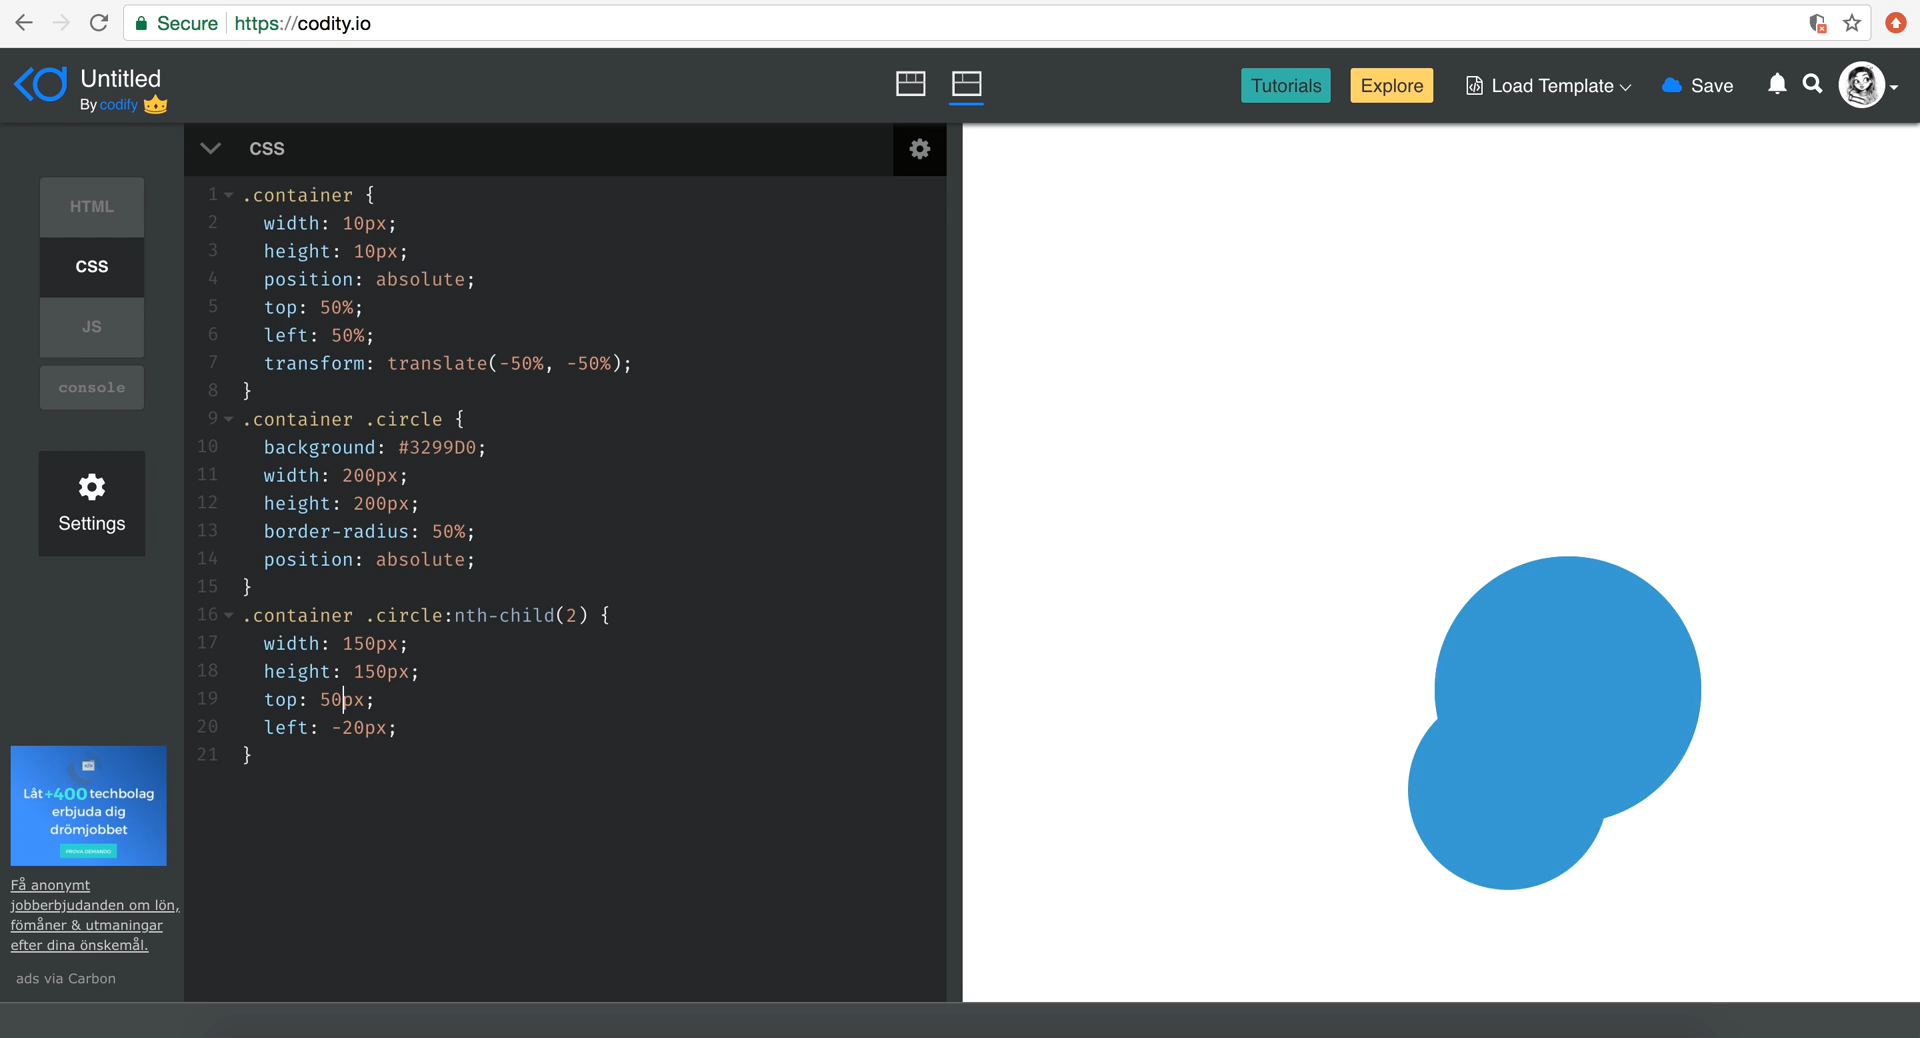 Secure https://codity.io
Untitled
By codify
Tutorials
Explore
Load Template
Save
CSS
HTML
CSS
JS
console
Settings
1 .container {
2 width: 10px;
3 height: 10px;
4 position: absolute;
5 top: 50%;
6 left: 50%;
7 transform: translate(-50%, -50%);
8 }
9 .container .circle {
10 background: #3299D0;
11 width: 200px;
12 height: 200px;
13 border-radius: 50%;
14 position: absolute;
15 }
16 .container .circle:nth-child(2) {
17 width: 150px;
18 height: 150px;
19 top: 50px;
20 left: -20px;
21 }
Låt +400 techbolag
erbjuda dig
drömjobbet
PROVA DEMANDO
Få anonymt
jobberbjudanden om lön,
fömåner & utmaningar
efter dina önskemål.
ads via Carbon